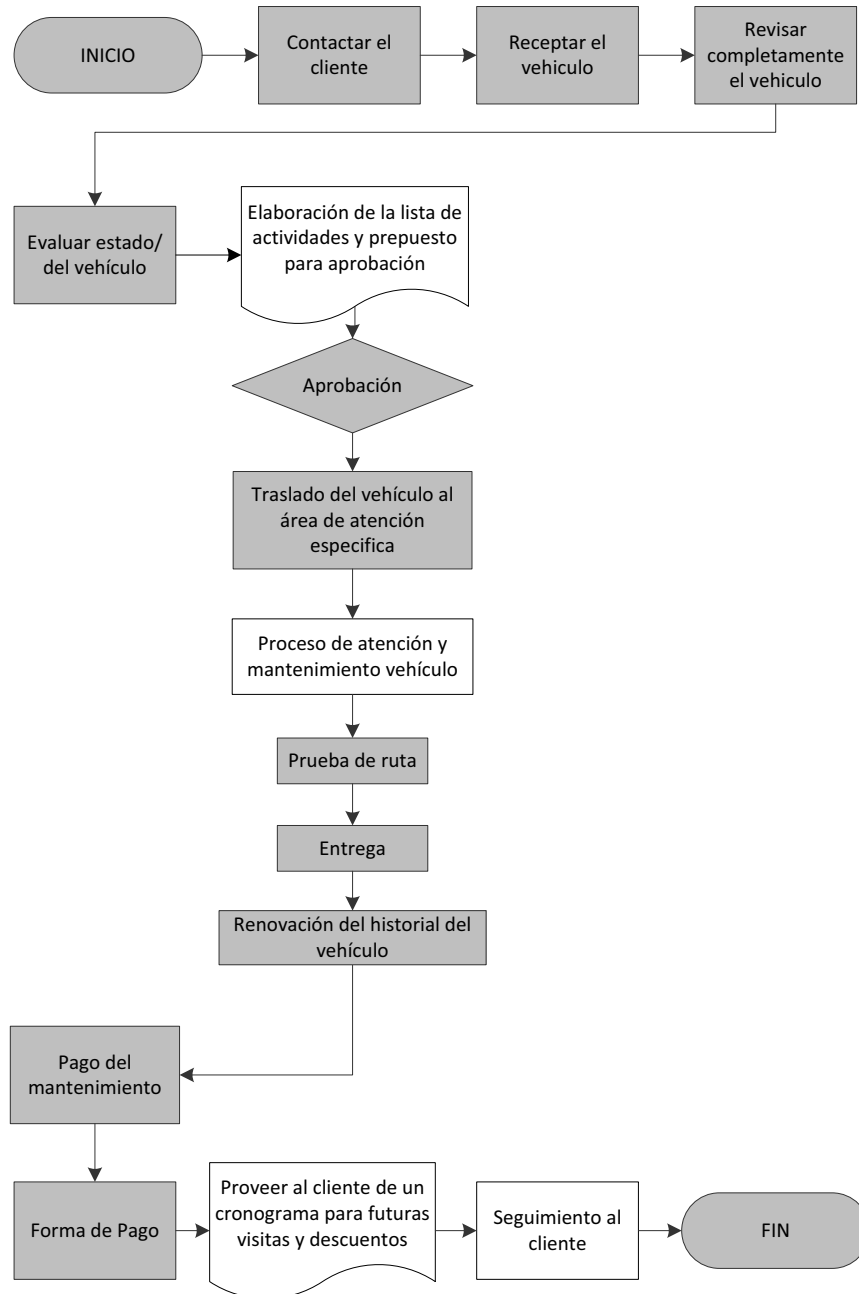 INICIO
Contactar el
cliente
Receptar el
vehiculo
Revisar
completamente
el vehiculo
Evaluar estado/
del vehículo
Elaboración de la lista de
actividades y prepuesto
para aprobación
Aprobación
Traslado del vehículo al
área de atención
especifica
Proceso de atención y
mantenimiento vehículo
Prueba de ruta
Entrega
Renovación del historial del
vehículo
Pago del
mantenimiento
Forma de Pago
Proveer al cliente de un
cronograma para futuras
visitas y descuentos
Seguimiento al
cliente
FIN